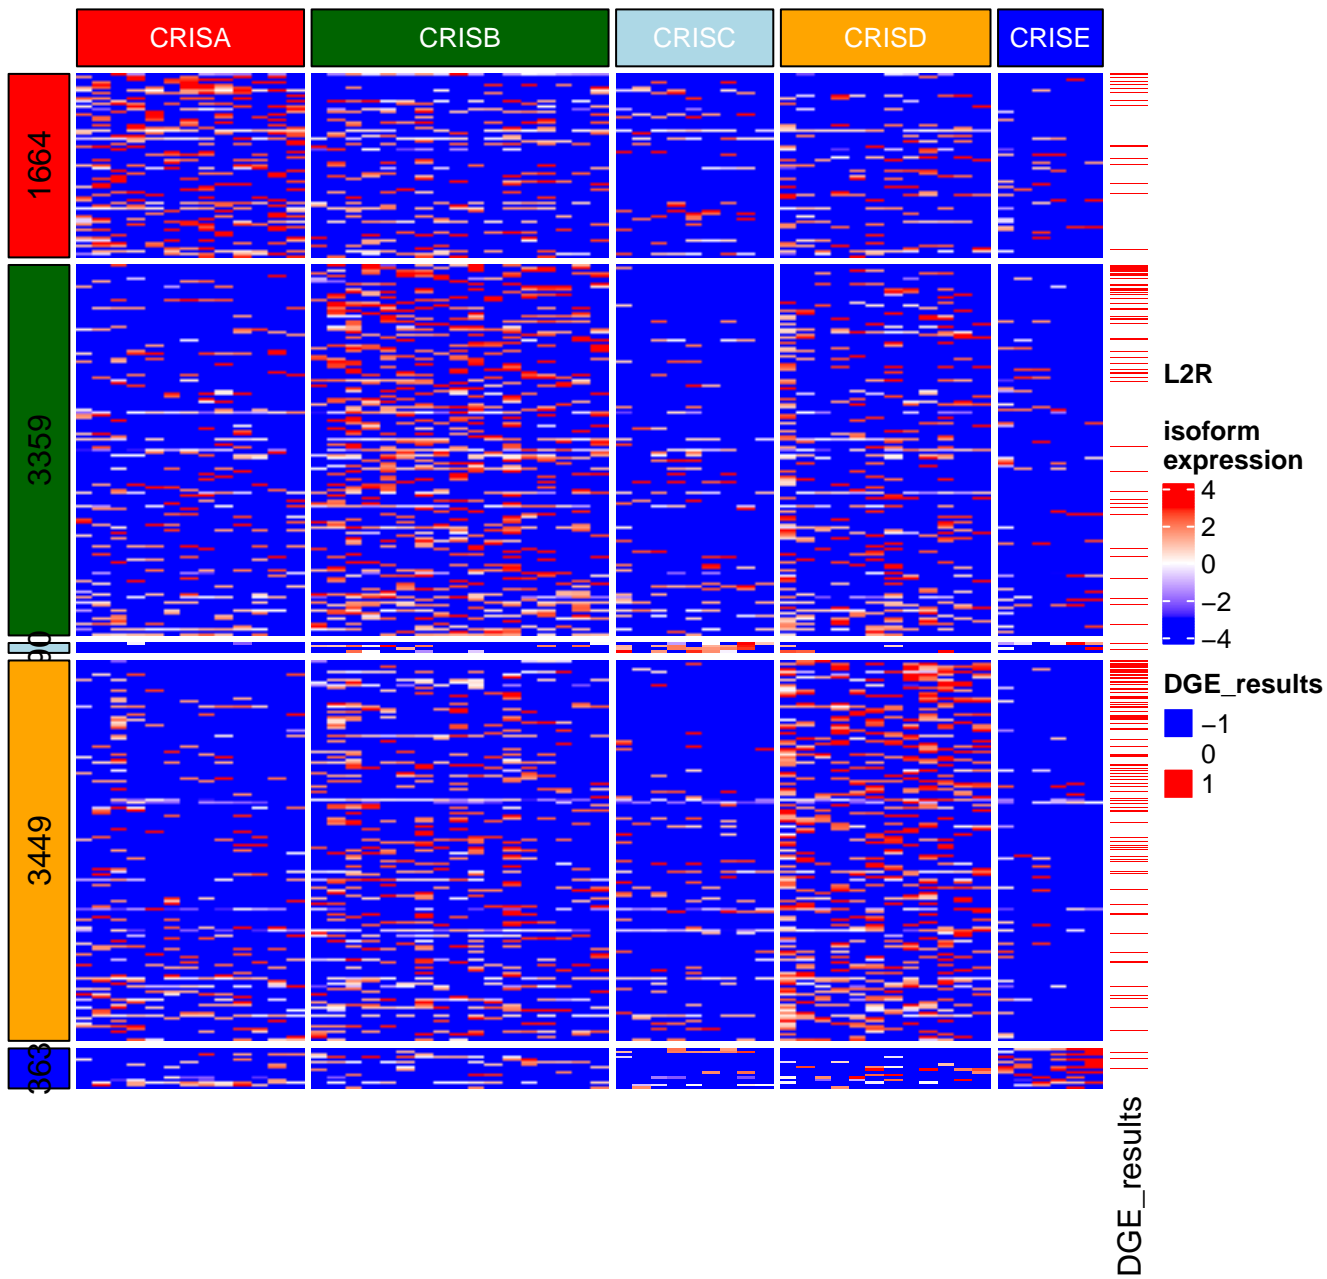 CRISA
CRISB
CRISC
CRISD
CRISE
1664
3359
90
3449
363
L2R
isoform
expression
4
2
0
−2
−4
DGE_results
−1
0
1
DGE_results